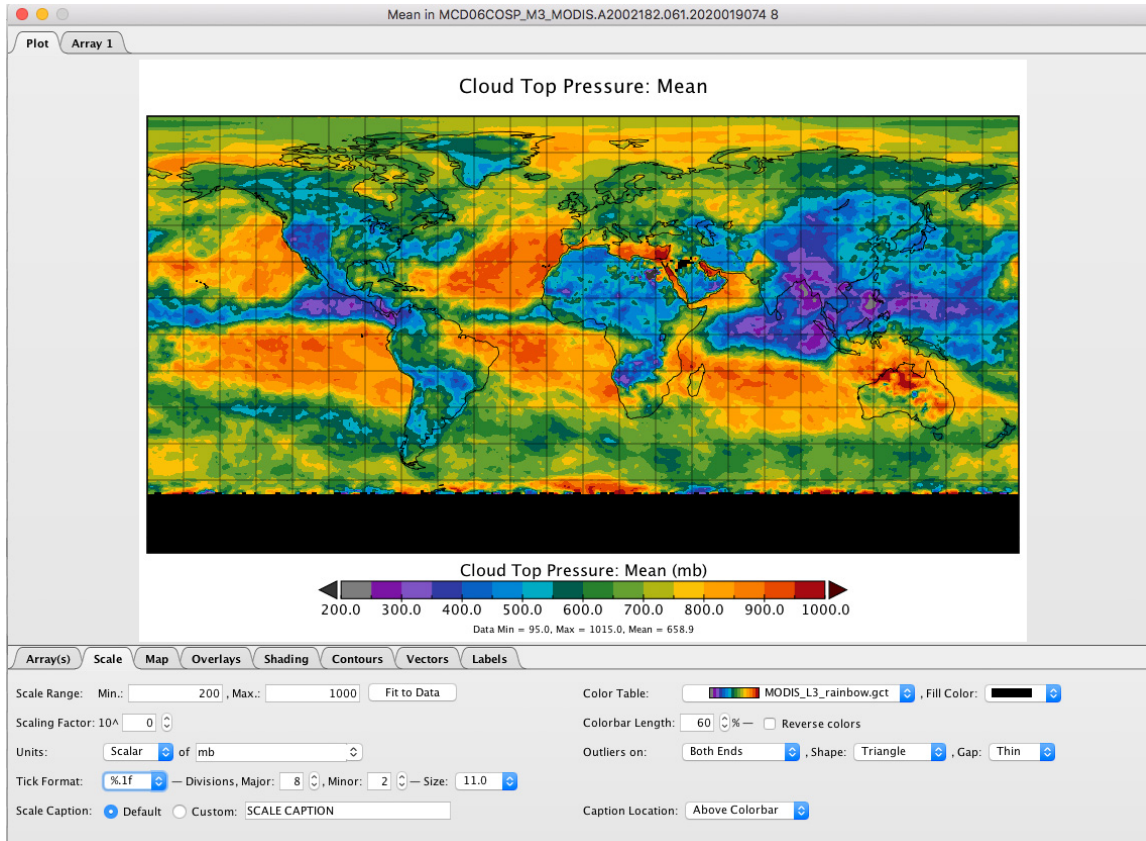 Mean in MCD06COSP_M3_MODIS.A2002182.061.2020019074 8
Plot Array 1
Cloud Top Pressure: Mean
Cloud Top Pressure: Mean (mb)
200.0 300.0 400.0 500.0 600.0 700.0 800.0 900.0 1000.0
Data Min = 95.0, Max = 1015.0, Mean = 658.9
Array(s) Scale Map Overlays Shading Contours Vectors Labels
Scale Range: Min.: 200 , Max.: 1000 Fit to Data Color Table: MODIS_L3_rainbow.gct , Fill Color:
Scaling Factor: 10^ 0 Colorbar Length: 60 % — Reverse colors
Units: Scalar of mb Outliers on: Both Ends , Shape: Triangle , Gap: Thin
Tick Format: %.1f — Divisions, Major: 8 , Minor: 2 — Size: 11.0
Scale Caption: Default Custom: SCALE CAPTION Caption Location: Above Colorbar